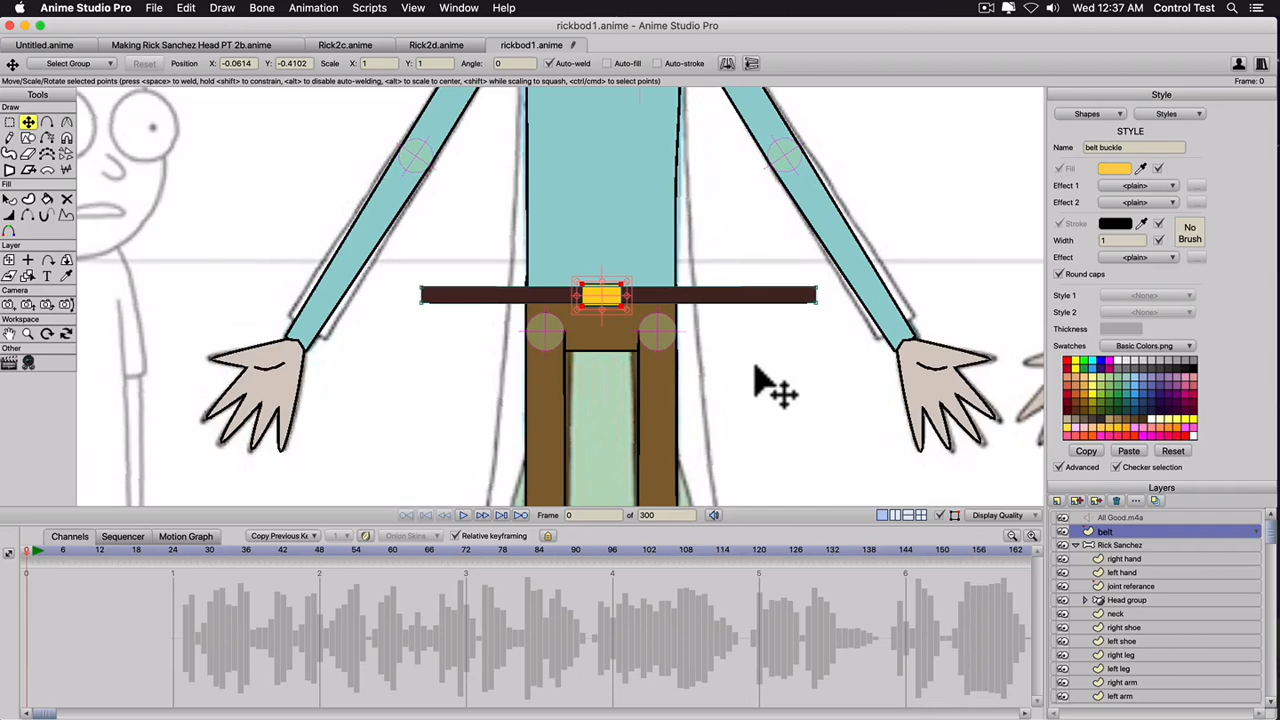 Anime Studio Pro File Edit Draw Bone Animation Scripts View Window Help Wed 12:37 AM Control Test
rickbod1.anime - Anime Studio Pro
Untitled.anime Making Rick Sanchez Head PT 2b.anime Rick2c.anime Rick2d.anime rickbod1.anime
Select Group Reset Position X: -0.0614 Y: -0.4102 Scale X: 1 Y: 1 Angle: 0 Auto-weld Auto-fill Auto-stroke
Move/Scale/Rotate selected points (press <space> to weld, hold <shift> to constrain, <alt> to disable auto-welding, <alt> to scale to center, <shift> while scaling to squash, <ctrl/cmd> to select points) Frame: 0
Tools
Draw
Fill
Layer
Camera
Workspace
Other
Style
Shapes Styles
STYLE
Name belt buckle
Fill
Effect 1 <plain> ...
Effect 2 <plain> ...
Stroke
No Brush
Width 1
Effect <plain> ...
Round caps
Style 1 <None>
Style 2 <None>
Thickness
Swatches Basic Colors.png
Copy Paste Reset
Advanced Checker selection
Layers
All Good.m4a
belt
Rick Sanchez
right hand
left hand
joint referance
Head group
neck
right shoe
left shoe
right leg
left leg
right arm
left arm
Frame 0 of 300 Display Quality
Channels Sequencer Motion Graph Copy Previous Ke 1 Onion Skins Relative keyframing
0 6 12 18 24 30 36 42 48 54 60 66 72 78 84 90 96 102 108 114 120 126 132 138 144 150 156 162
0 1 2 3 4 5 6